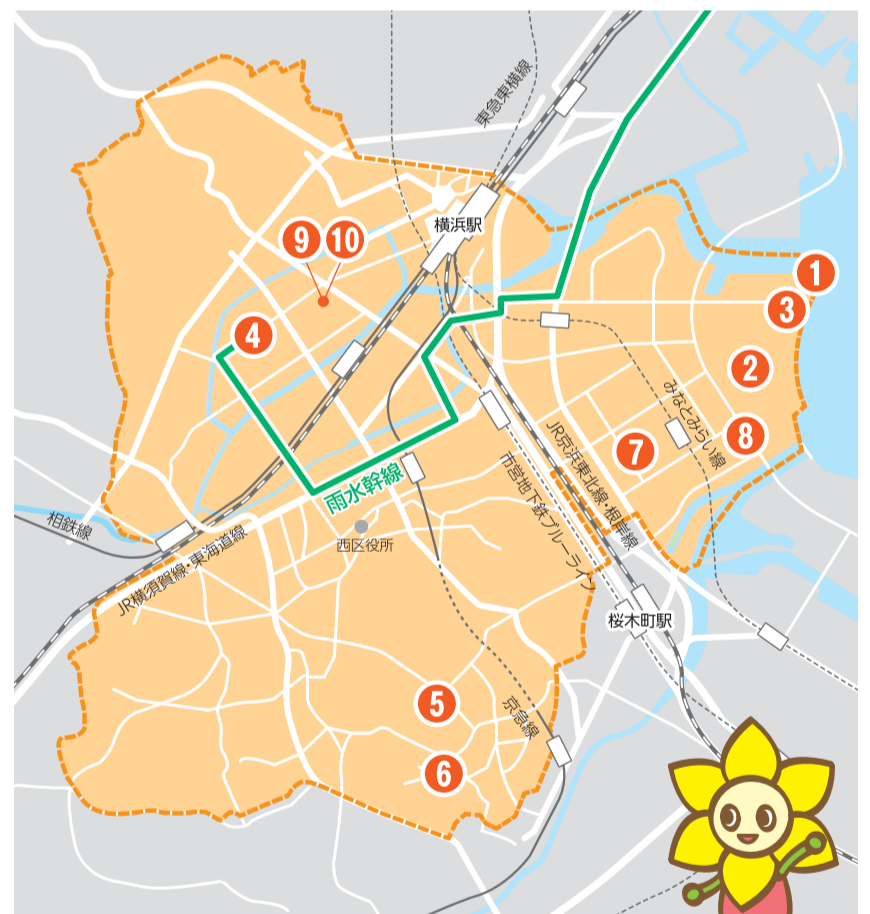 東急東横線
横浜駅
9
10
1
3
4
2
みなとみらい線
7
8
JR京浜東北線・根岸線
市営地下鉄ブルーライン
雨水幹線
相鉄線
西区役所
JR横須賀線・東海道線
桜木町駅
5
京急線
6